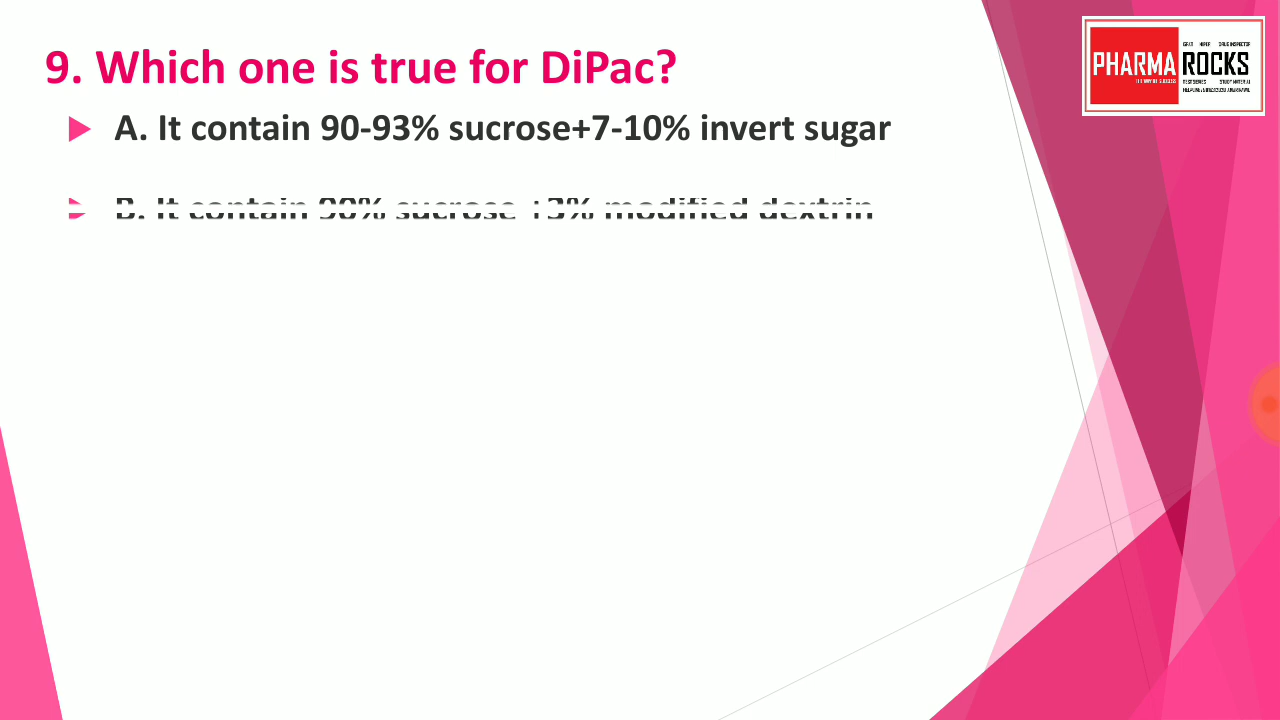 9. Which one is true for DiPac?
A. It contain 90-93% sucrose+7-10% invert sugar
B. It contain 90% sucrose +3% modified dextrin
PHARMA ROCKS